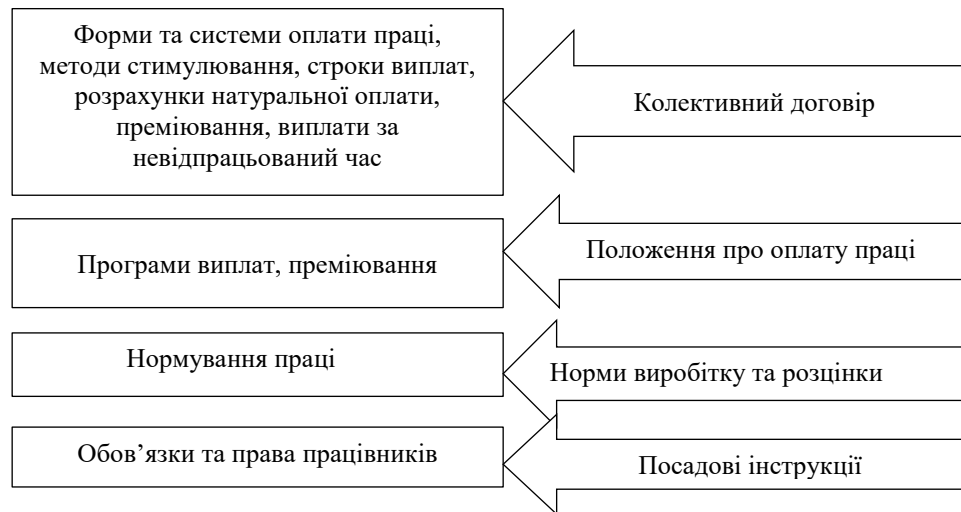 Форми та системи оплати праці,
методи стимулювання, строки виплат,
розрахунки натуральної оплати,
преміювання, виплати за
невідпрацьований час
Колективний договір
Програми виплат, преміювання
Положення про оплату праці
Нормування праці
Норми виробітку та розцінки
Обов’язки та права працівників
Посадові інструкції